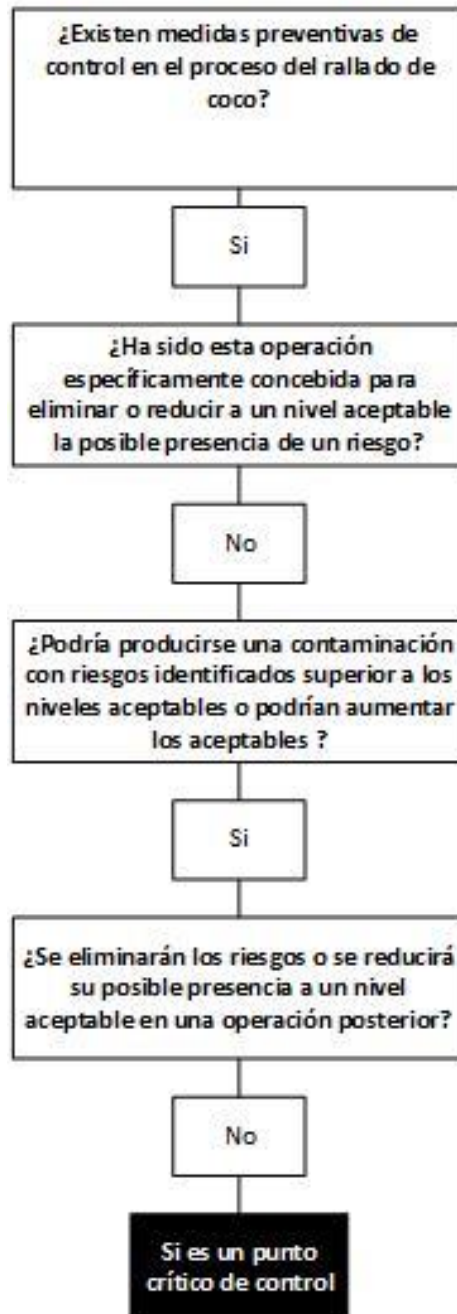 ¿Existen medidas preventivas de
control en el proceso del rallado de
coco?
Si
¿Ha sido esta operación
específicamente concebida para
eliminar o reducir a un nivel aceptable
la posible presencia de un riesgo?
No
¿Podría producirse una contaminación
con riesgos identificados superior a los
niveles aceptables o podrían aumentar
los aceptables ?
Si
¿Se eliminarán los riesgos o se reducirá
su posible presencia a un nivel
aceptable en una operación posterior?
No
Si es un punto
crítico de control